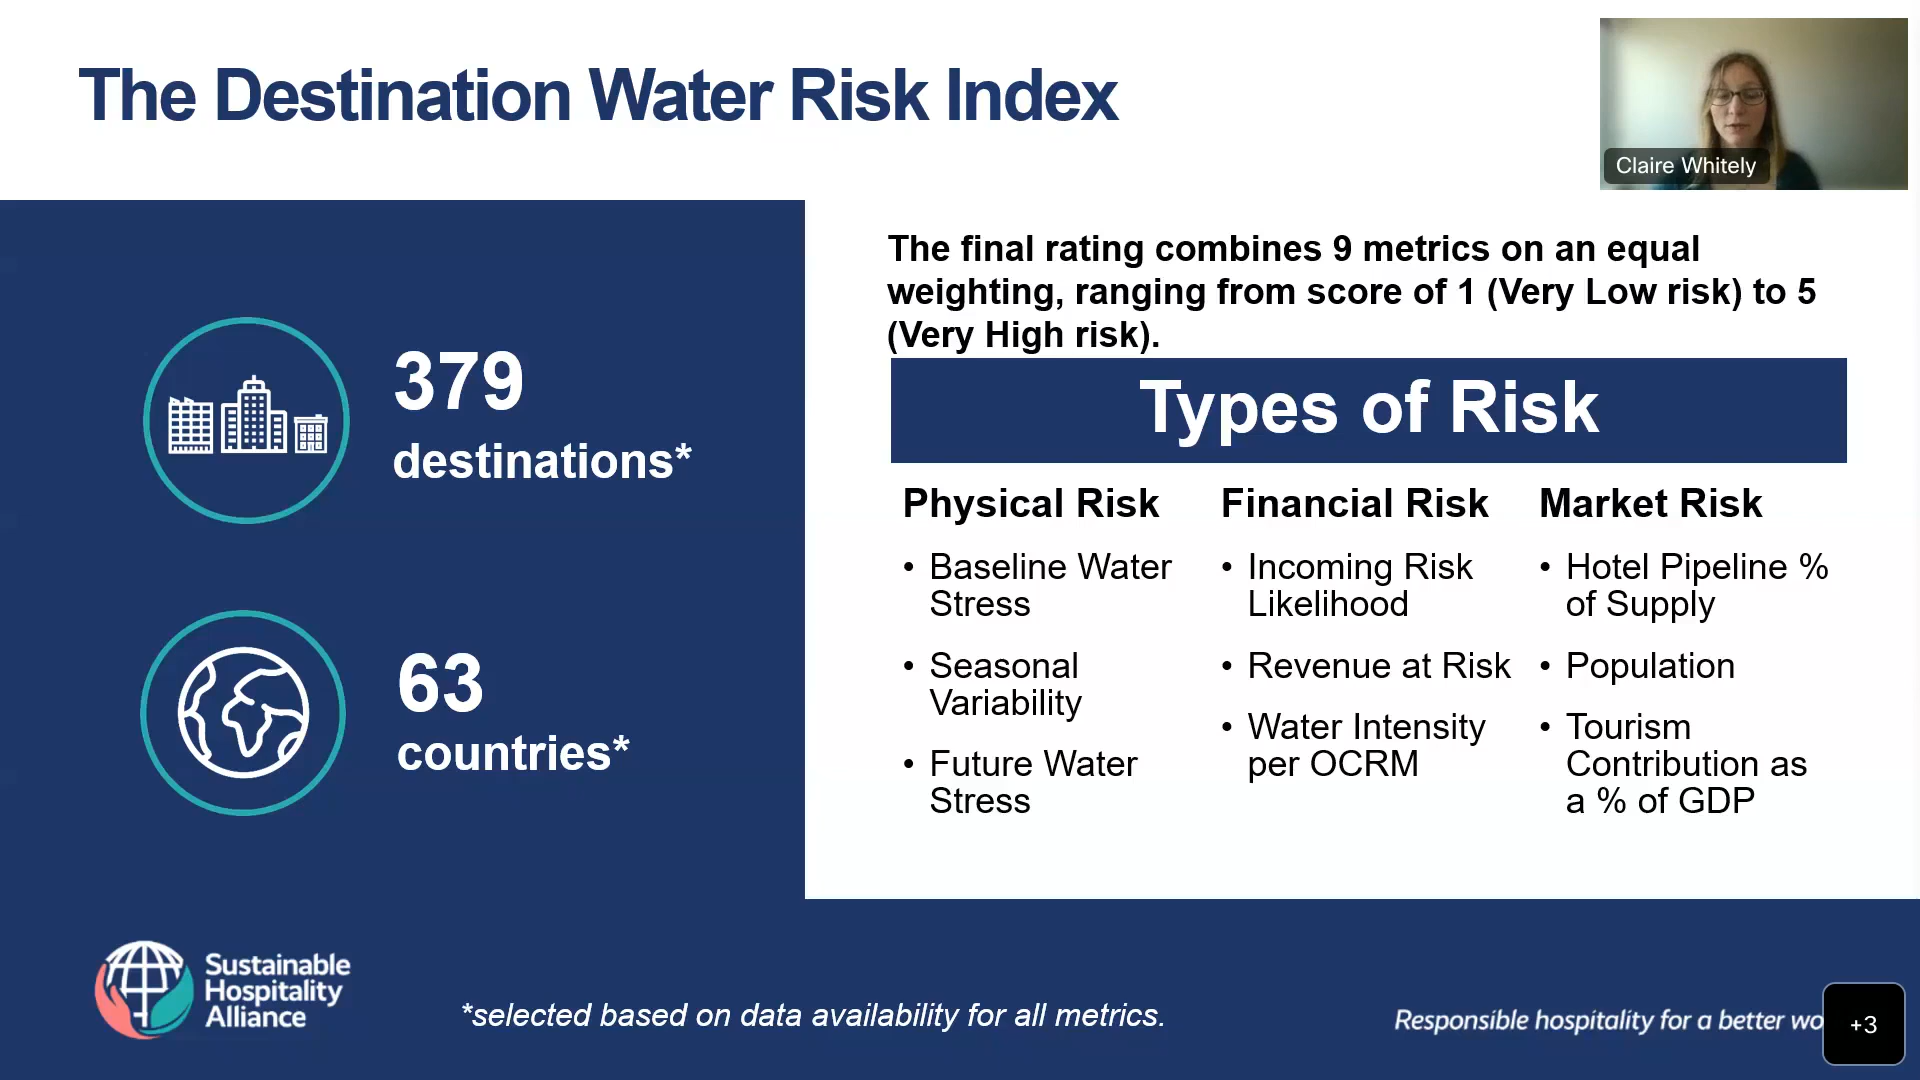 The Destination Water Risk Index
Claire Whitely
379
destinations*
63
countries*
The final rating combines 9 metrics on an equal
weighting, ranging from score of 1 (Very Low risk) to 5
(Very High risk).
Types of Risk
Physical Risk
• Baseline Water
Stress
• Seasonal
Variability
• Future Water
Stress
Financial Risk
• Incoming Risk
Likelihood
• Revenue at Risk
• Water Intensity
per OCRM
Market Risk
• Hotel Pipeline %
of Supply
• Population
• Tourism
Contribution as
a % of GDP
Sustainable
Hospitality
Alliance
*selected based on data availability for all metrics.
Responsible hospitality for a better wo
+3